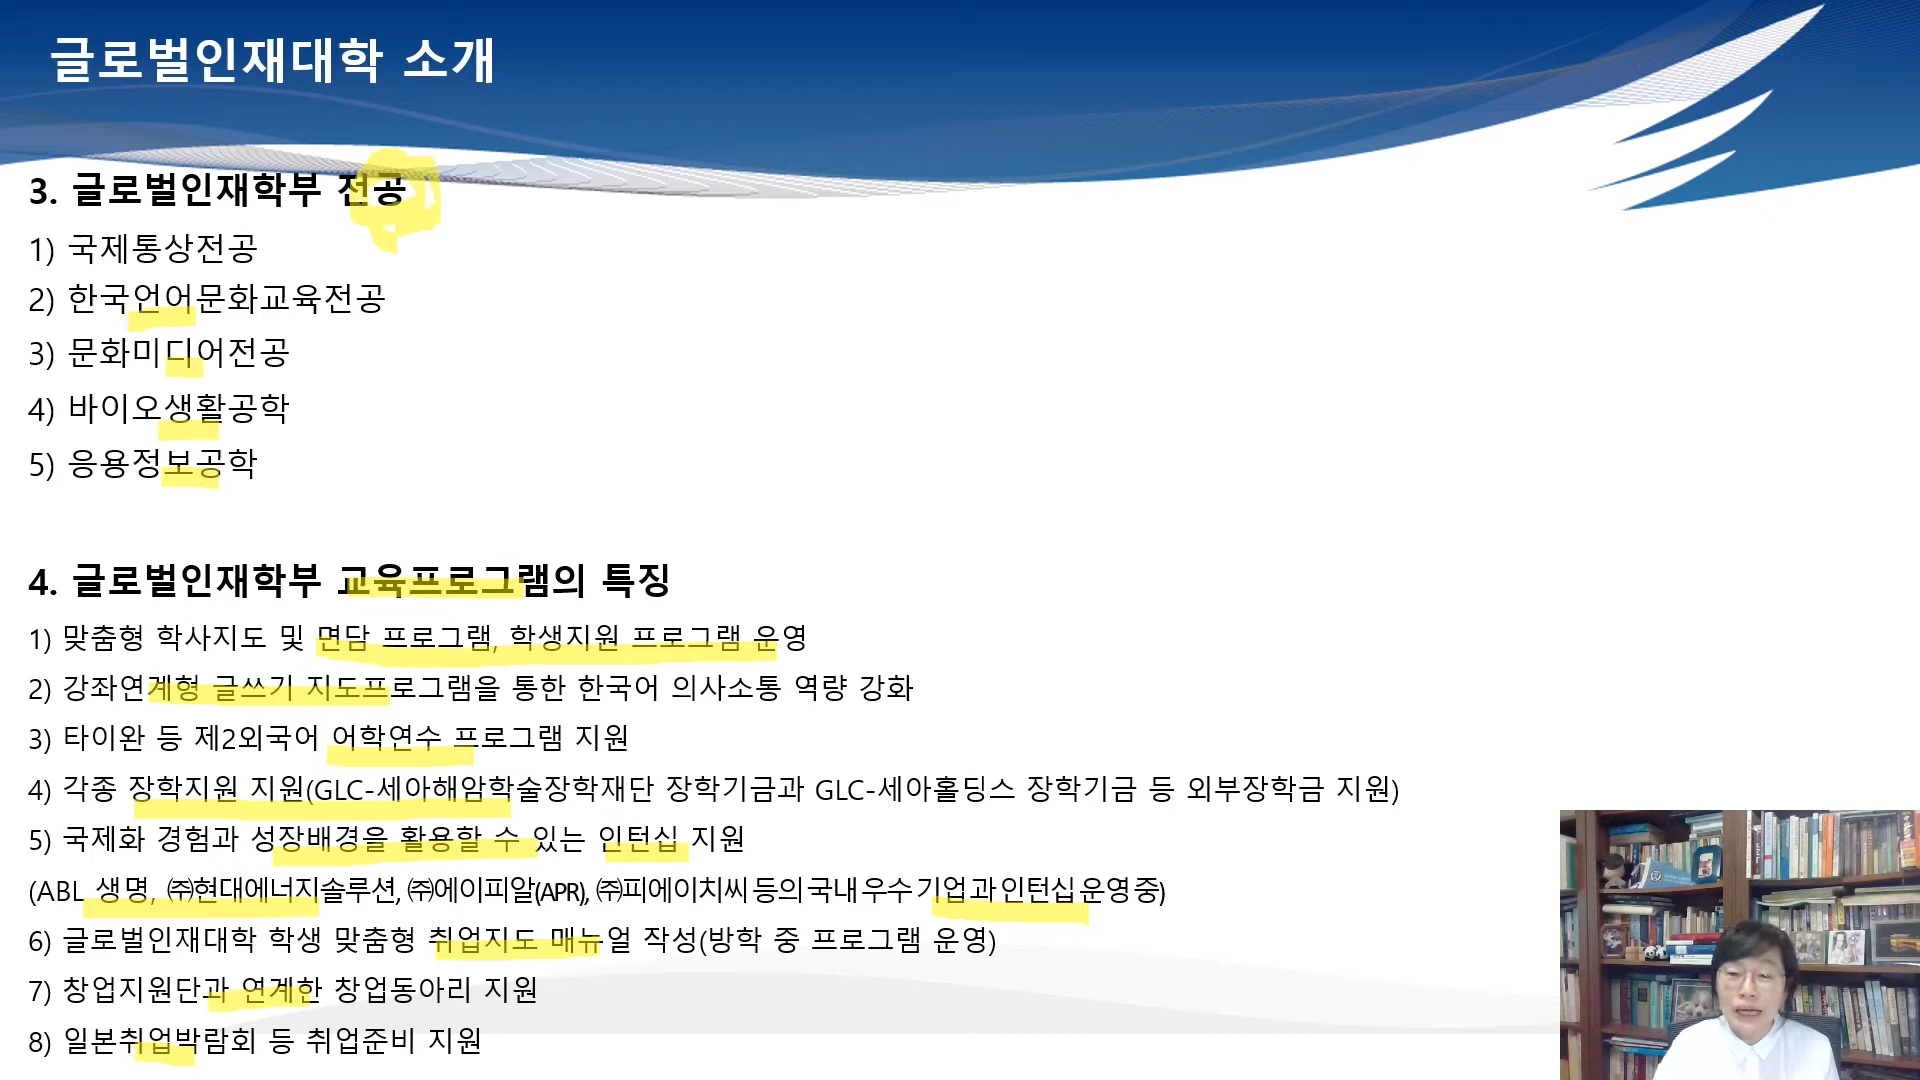 글로벌인재대학 소개
3. 글로벌인재학부 전공
1) 국제통상전공
2) 한국언어문화교육전공
3) 문화미디어전공
4) 바이오생활공학
5) 응용정보공학
4. 글로벌인재학부 교육프로그램의 특징
1) 맞춤형 학사지도 및 면담 프로그램, 학생지원 프로그램 운영
2) 강좌연계형 글쓰기 지도프로그램을 통한 한국어 의사소통 역량 강화
3) 타이완 등 제2외국어 어학연수 프로그램 지원
4) 각종 장학지원 지원(GLC-세아해암학술장학재단 장학기금과 GLC-세아홀딩스 장학기금 등 외부장학금 지원)
5) 국제화 경험과 성장배경을 활용할 수 있는 인턴십 지원
(ABL 생명, ㈜현대에너지솔루션, ㈜에이피알(APR), ㈜피에이치씨 등의 국내 우수기업과 인턴십 운영 중)
6) 글로벌인재대학 학생 맞춤형 취업지도 매뉴얼 작성(방학 중 프로그램 운영)
7) 창업지원단과 연계한 창업동아리 지원
8) 일본취업박람회 등 취업준비 지원